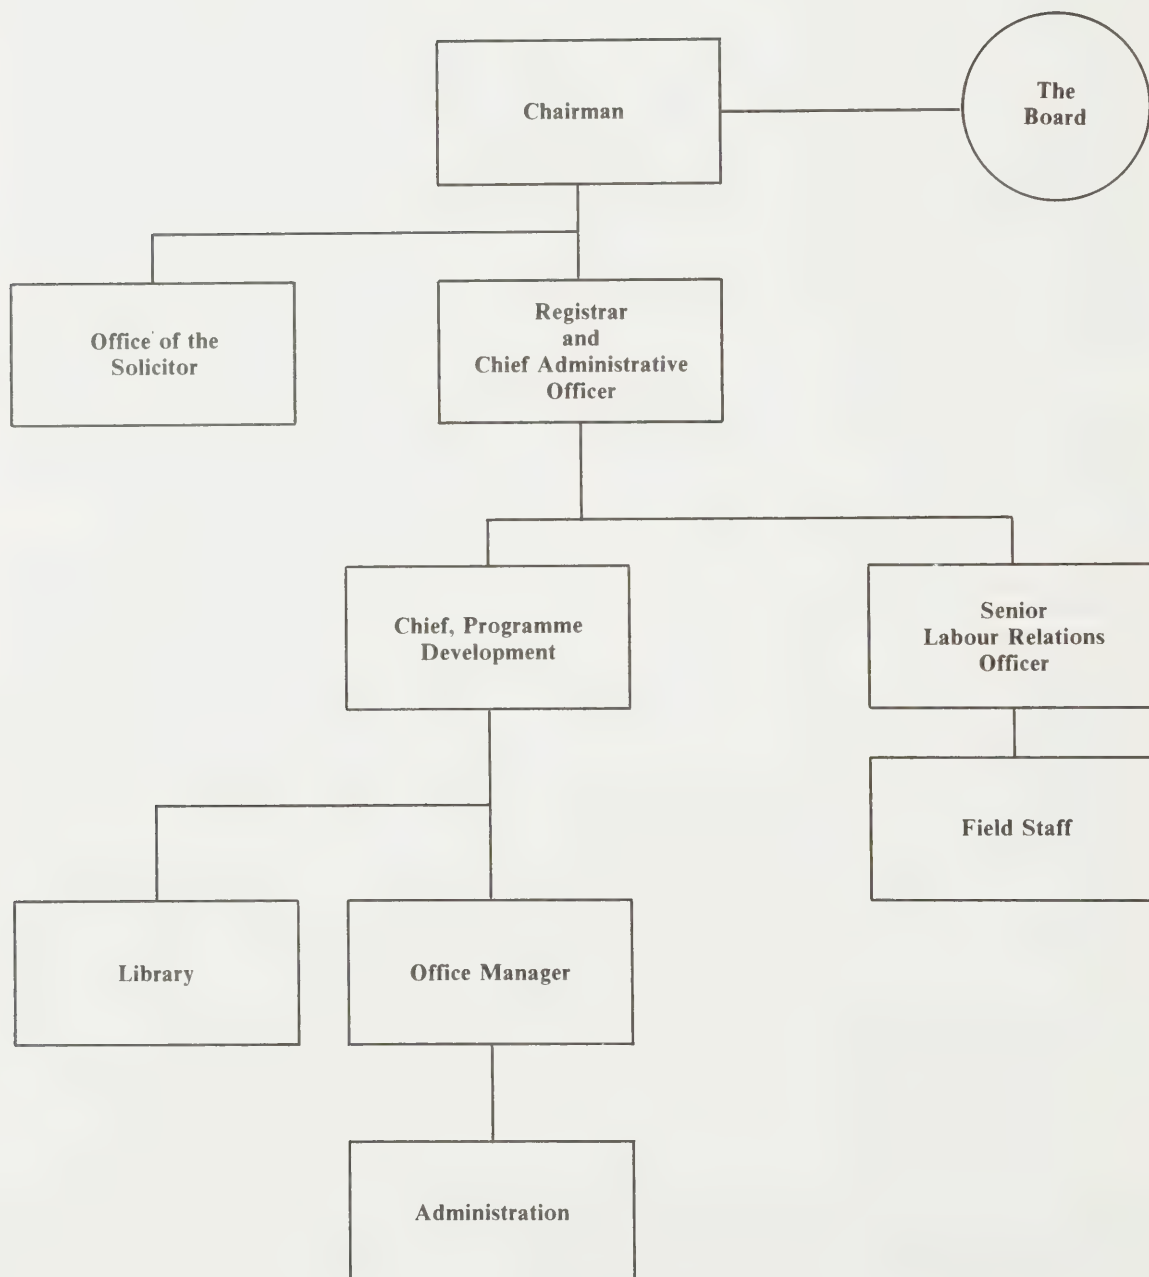 Chairman
The
Board
Office of the
Solicitor
Registrar
and
Chief Administrative
Officer
Chief, Programme
Development
Senior
Labour Relations
Officer
Field Staff
Library
Office Manager
Administration